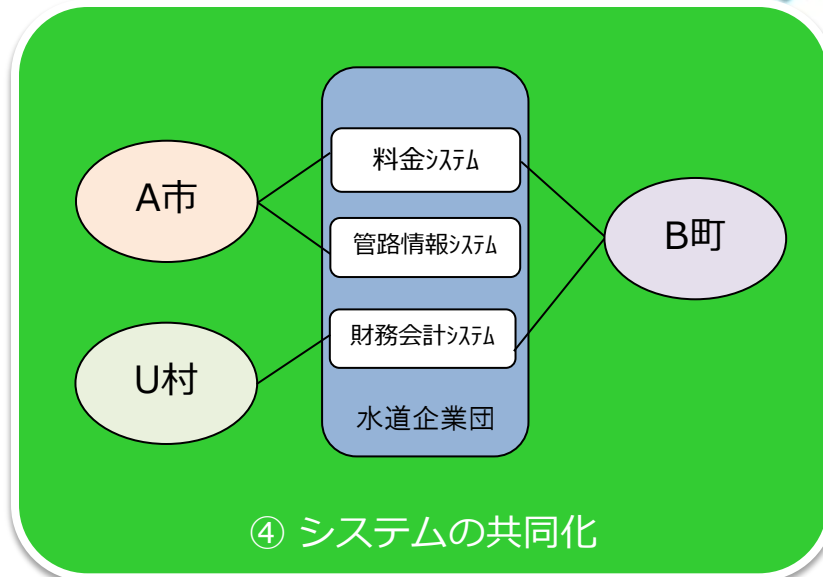 料金ｼｽﾃﾑ
A市
管路情報ｼｽﾃﾑ
B町
財務会計ｼｽﾃﾑ
U村
水道企業団
④ システムの共同化